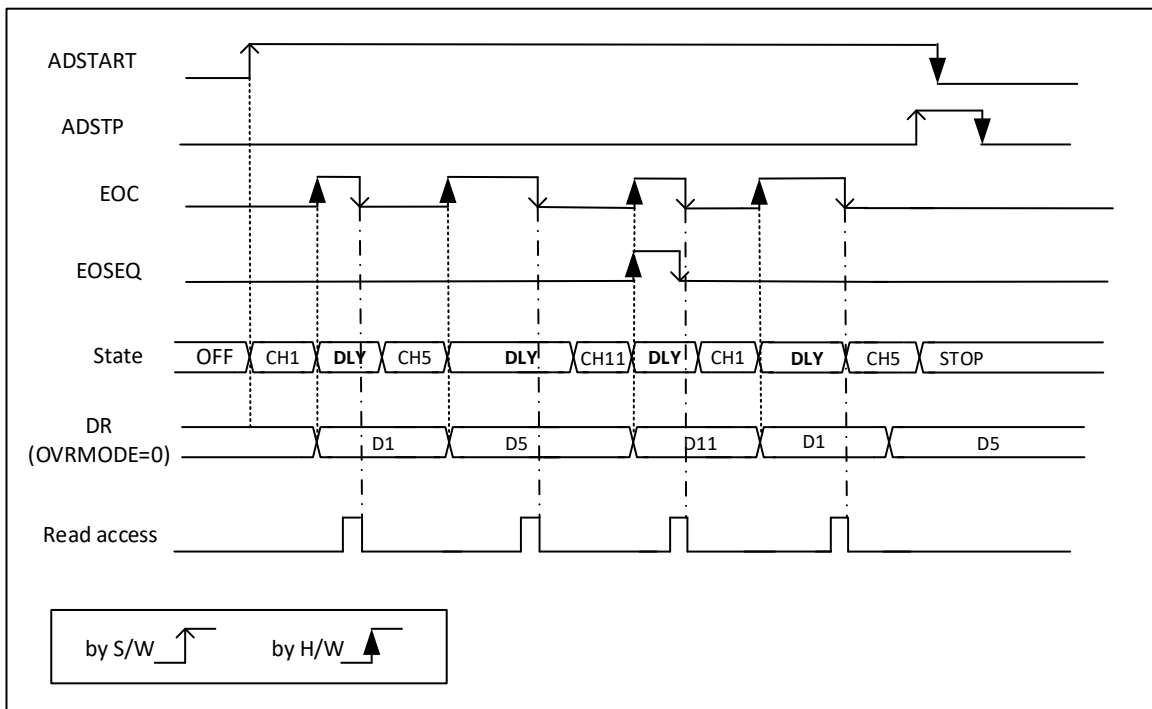 ADSTART
ADSTP
EOC
EOSEQ
State OFF CH1 DLY CH5 DLY CH11 DLY CH1 DLY CH5 STOP
DR
(OVRMODE=0) D1 D5 D11 D1 D5
Read access
by S/W by H/W